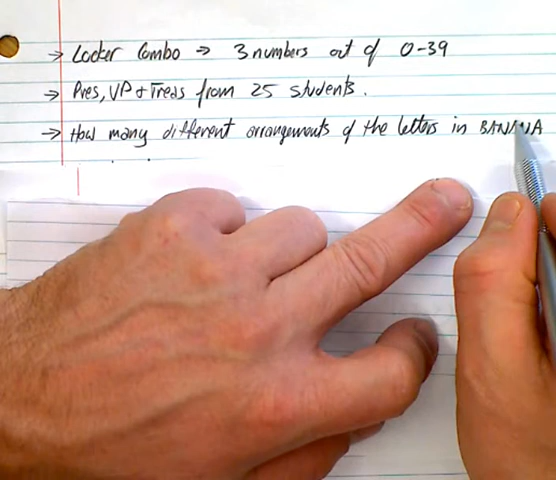 → Locker Combo → 3 numbers out of 0-39
→ Pres, VP + Treas from 25 students.
→ How many different arrangements of the letters in BANANA